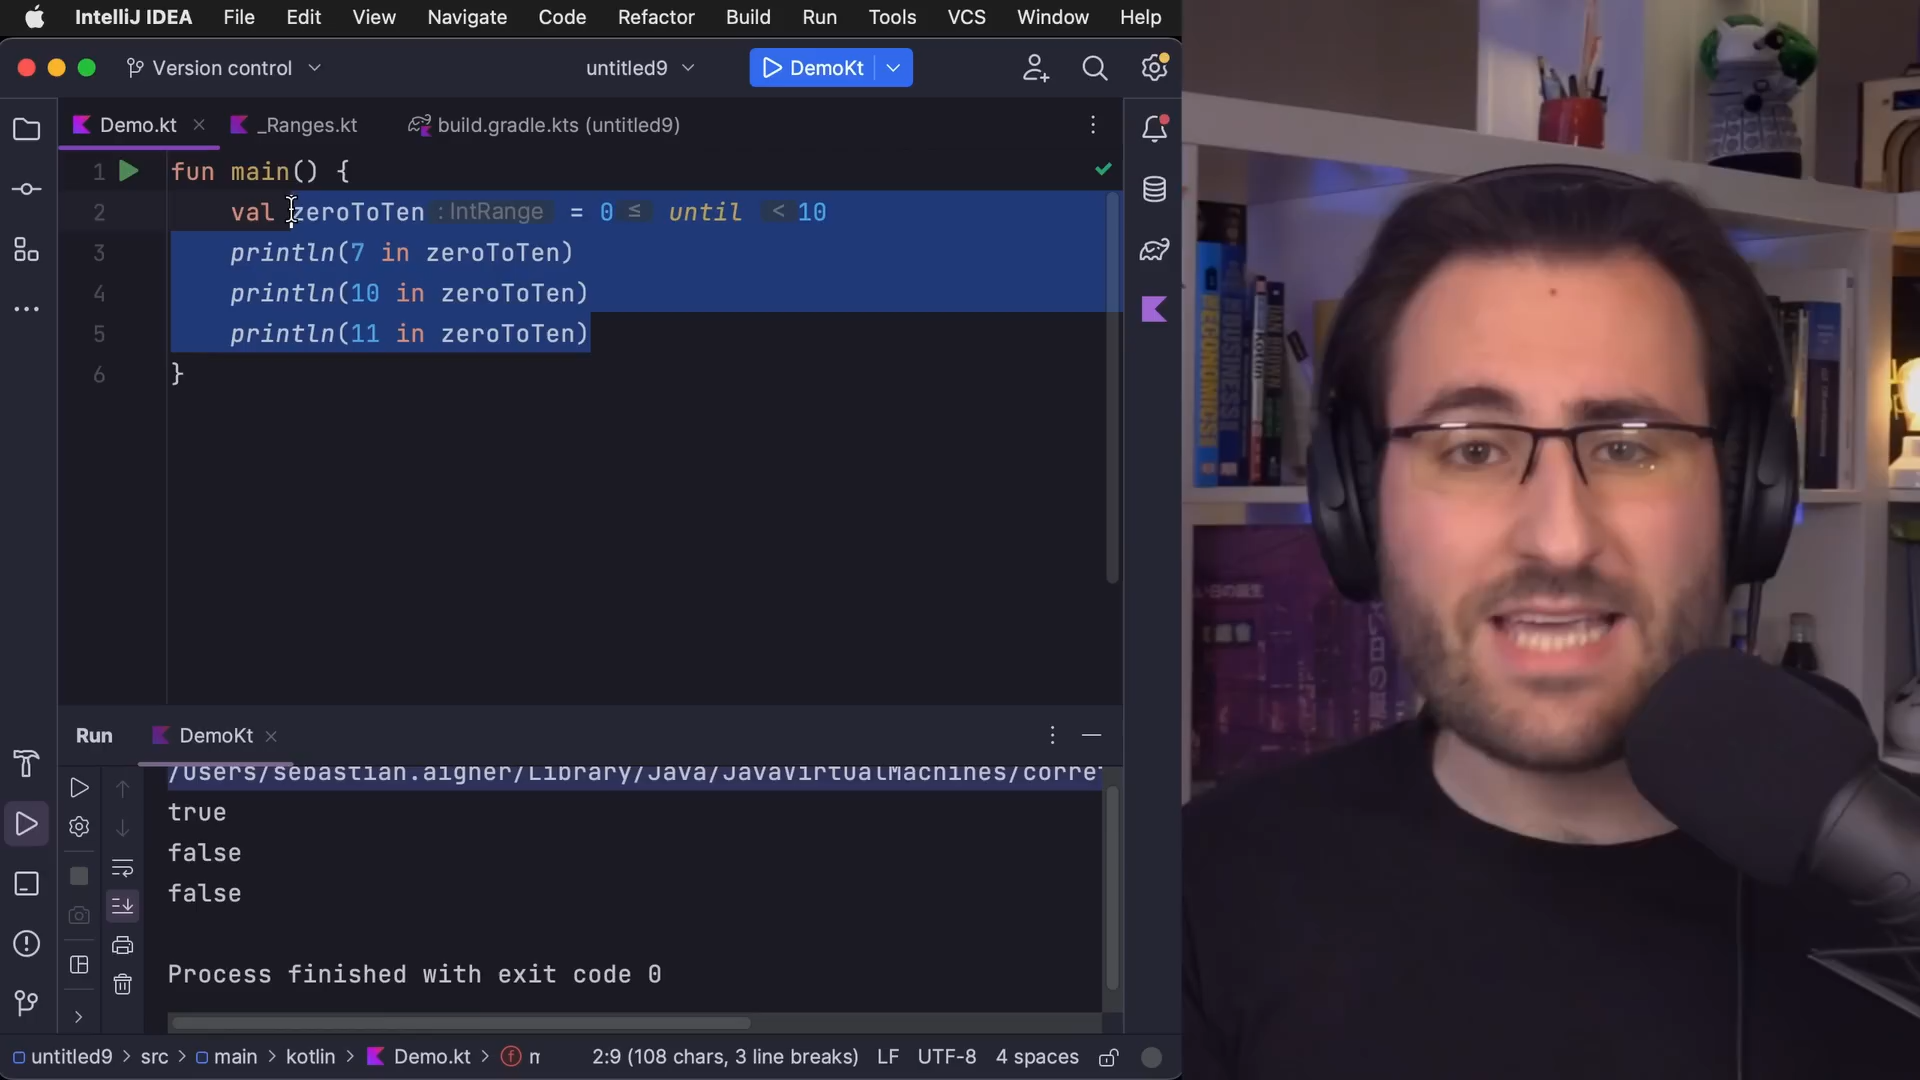 IntelliJ IDEA File Edit View Navigate Code Refactor Build Run Tools VCS Window Help
Version control untitled9 DemoKt
Demo.kt _Ranges.kt build.gradle.kts (untitled9)
1 fun main() {
2 val zeroToTen : IntRange = 0 ≤ until < 10
3 println(7 in zeroToTen)
4 println(10 in zeroToTen)
5 println(11 in zeroToTen)
6 }
Run DemoKt
/Users/sebastian.aigner/Library/Java/JavaVirtualMachines/corre
true
false
false
Process finished with exit code 0
untitled9 > src > main > kotlin > Demo.kt > f m 2:9 (108 chars, 3 line breaks) LF UTF-8 4 spaces
ECONOMICS!
BUSINESS
DAN BROWN